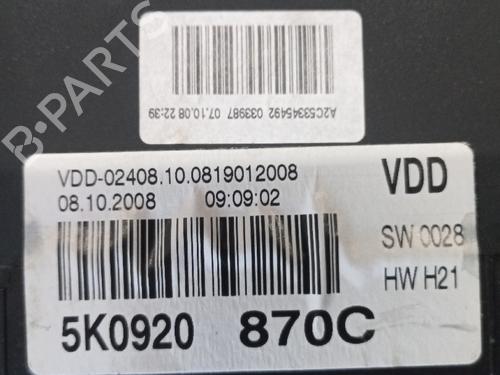 B-PARTS
A2C53345492 033987 07.10.08 22:39
VDD-02408.10.0819012008
08.10.2008 09:09:02
VDD
SW 0028
HW H21
5K0920 870C